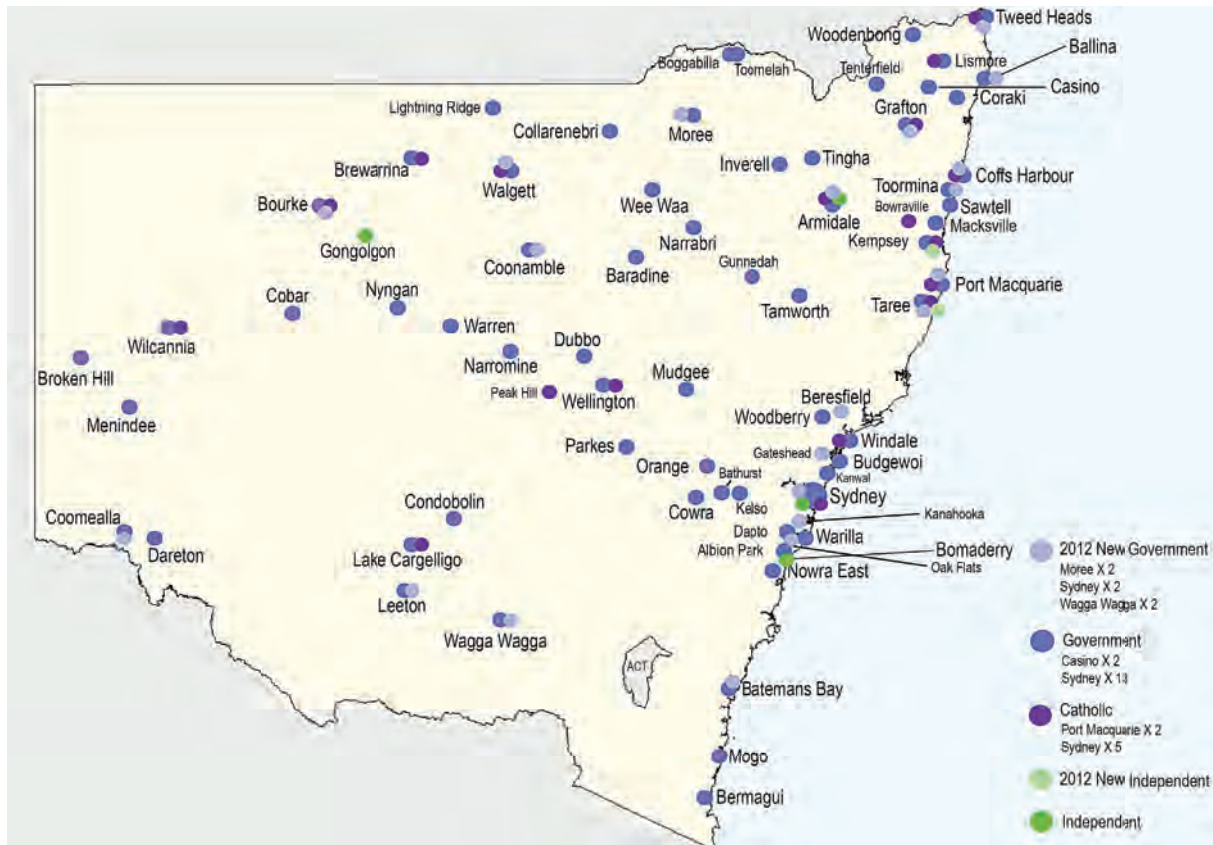 Tweed Heads
Woodenbong
Ballina
Boggabilla
Toomelah
Lismore
Tenterfield
Casino
Lightning Ridge
Grafton
Coraki
Collarenebri
Moree
Brewarrina
Inverell
Tingha
Walgett
Toormina
Coffs Harbour
Bourke
Wee Waa
Bowraville
Sawtell
Armidale
Macksville
Narrabri
Gongolgon
Kempsey
Coonamble
Baradine
Gunnedah
Port Macquarie
Cobar
Nyngan
Tamworth
Taree
Warren
Wilcannia
Dubbo
Narromine
Broken Hill
Mudgee
Peak Hill
Wellington
Beresfield
Menindee
Woodberry
Parkes
Windale
Gateshead
Budgewoi
Orange
Bathurst
Kanwal
Condobolin
Sydney
Cowra
Kelso
Kanahooka
Coomealla
Dapto
Warilla
Dareton
Albion Park
Bomaderry
Lake Cargelligo
Oak Flats
Nowra East
Leeton
Wagga Wagga
ACT
Batemans Bay
Mogo
Bermagui
2012 New Government
Moree X 2
Sydney X 2
Wagga Wagga X 2
Government
Casino X 2
Sydney X 13
Catholic
Port Macquarie X 2
Sydney X 5
2012 New Independent
Independent